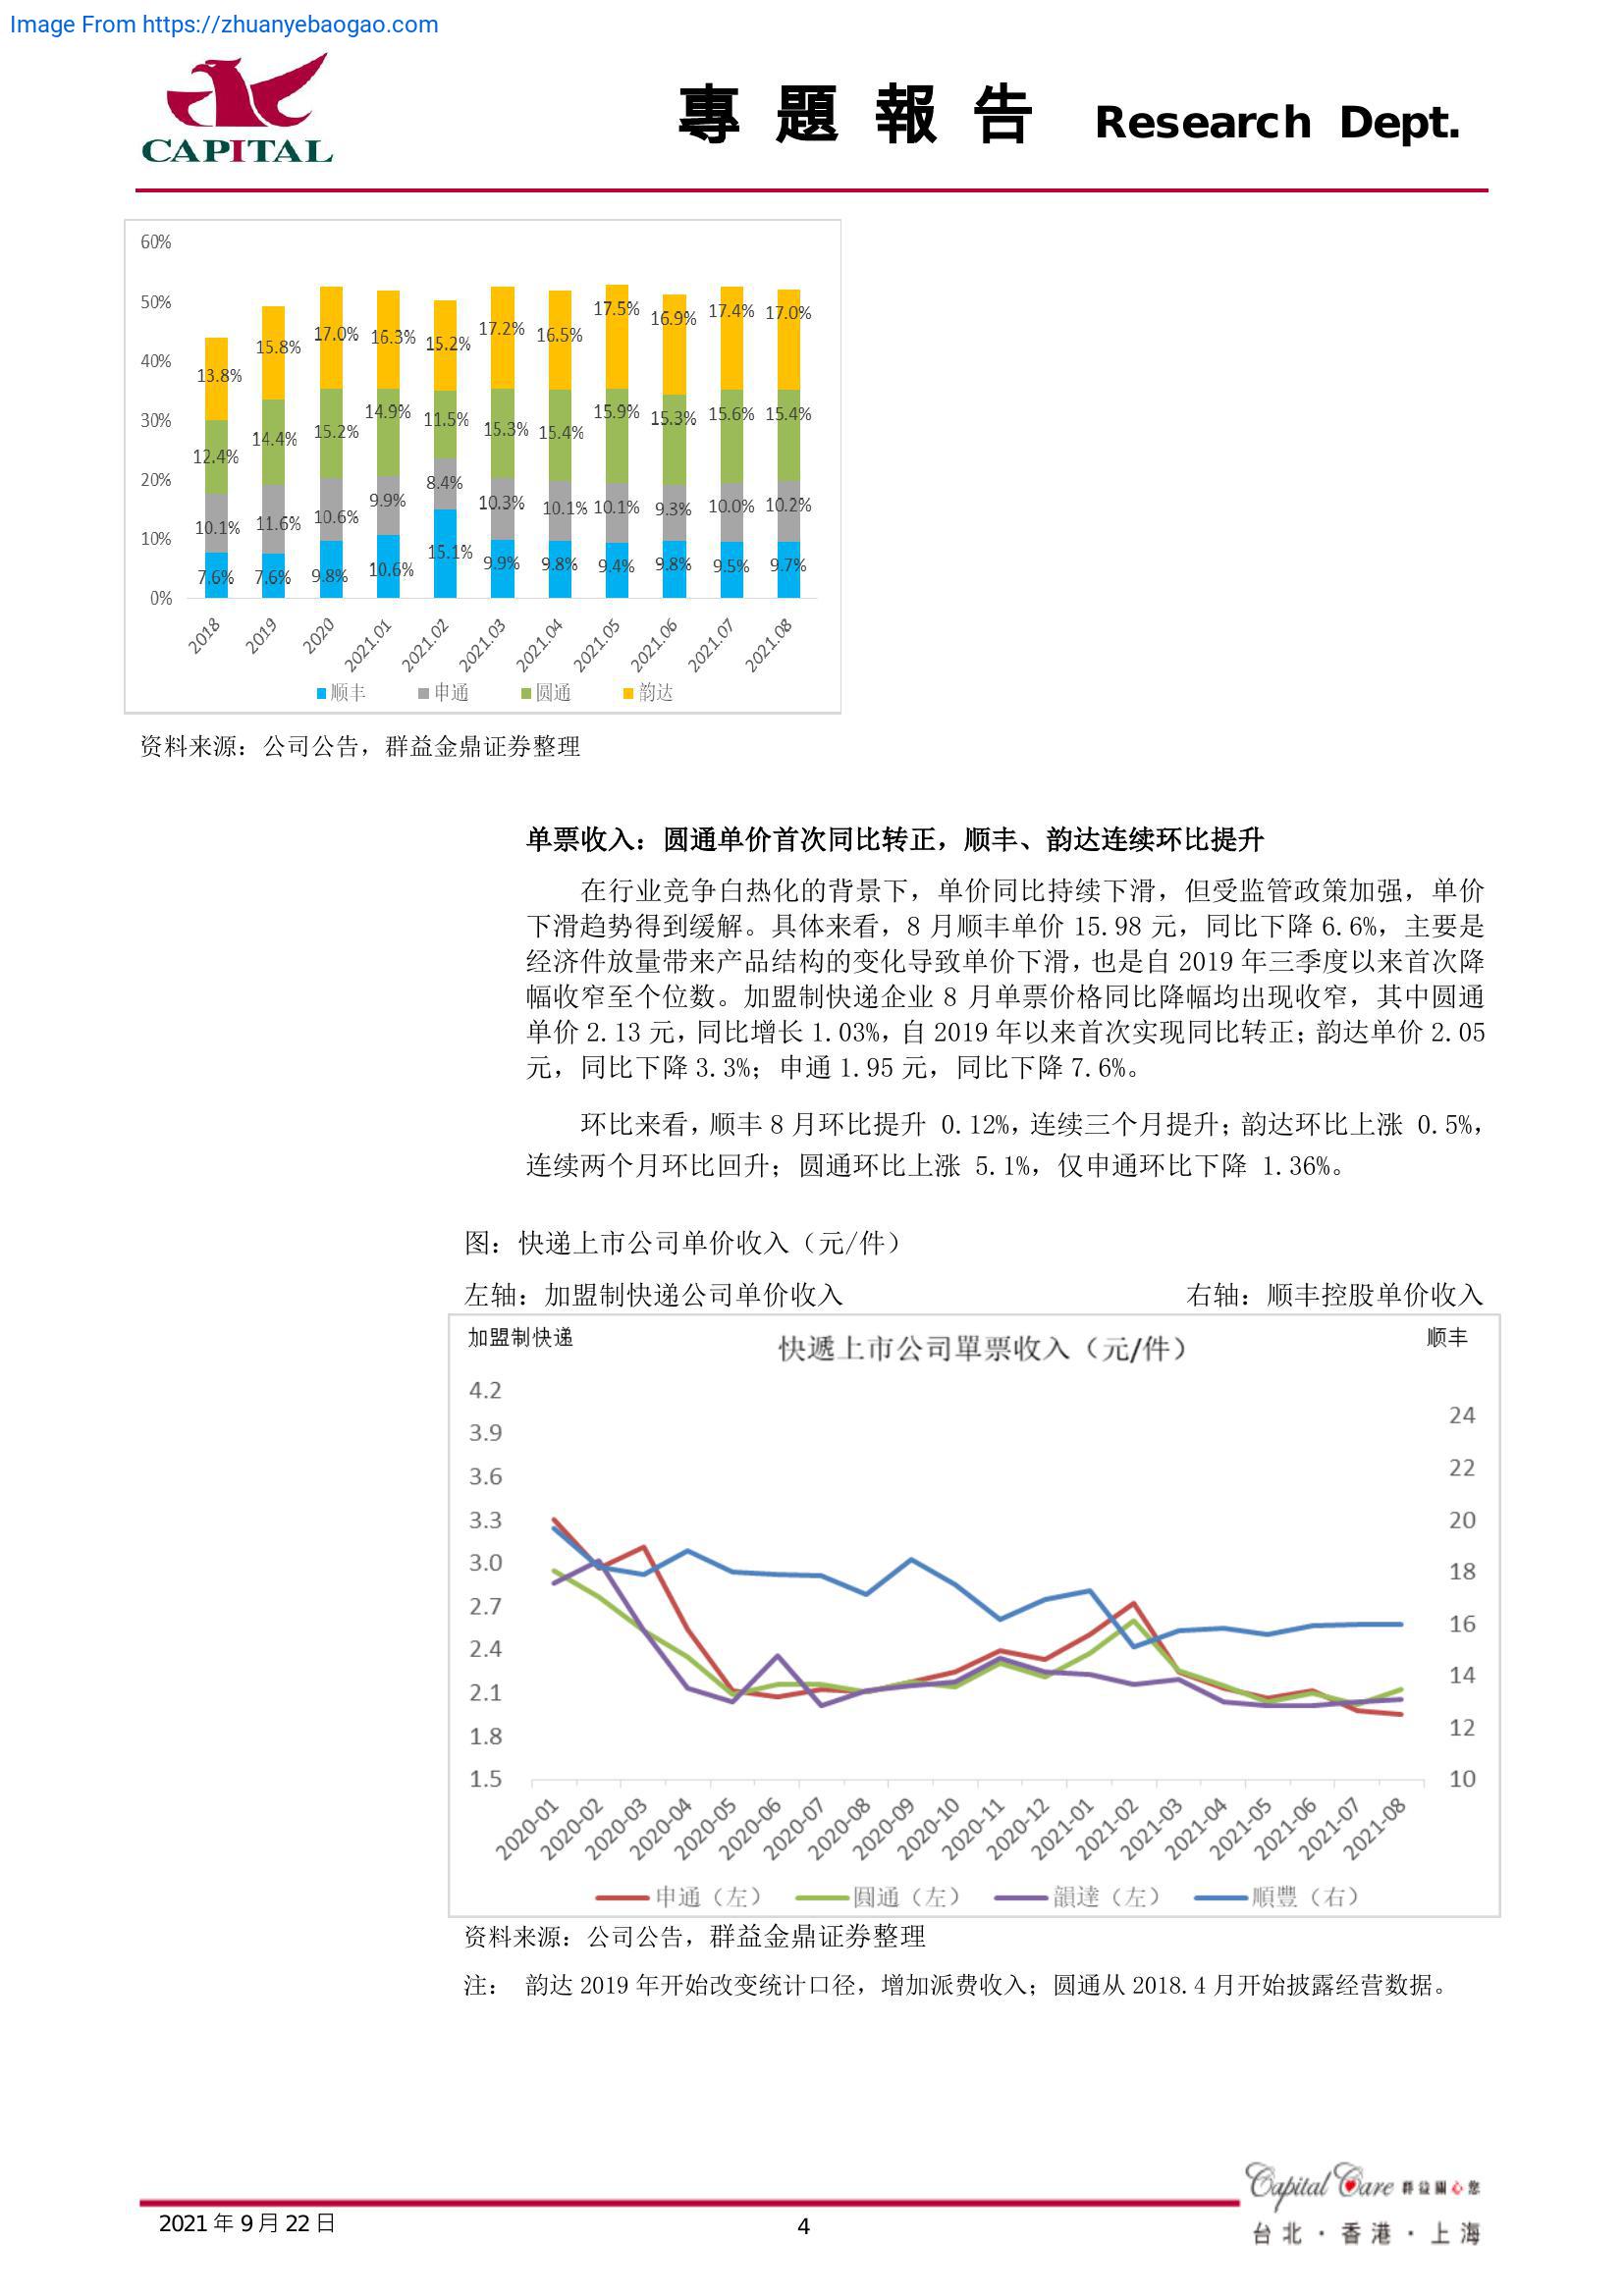 Image From https://zhuanyebaogao.com
CAPITAL
專 題 報 告 Research Dept.
60%
50%
40%
30%
20%
10%
0%
13.8% 15.8% 17.0% 16.3% 15.2% 17.2% 16.5% 17.5% 16.9% 17.4% 17.0%
12.4% 14.4% 15.2% 14.9% 11.5% 15.3% 15.4% 15.9% 15.3% 15.6% 15.4%
10.1% 11.6% 10.6% 9.9% 8.4% 10.3% 10.1% 10.1% 9.3% 10.0% 10.2%
7.6% 7.6% 9.8% 10.6% 15.1% 9.9% 9.8% 9.4% 9.8% 9.5% 9.7%
2018 2019 2020 2021.01 2021.02 2021.03 2021.04 2021.05 2021.06 2021.07 2021.08
顺丰 申通 圆通 韵达
资料来源：公司公告，群益金鼎证券整理
单票收入：圆通单价首次同比转正，顺丰、韵达连续环比提升
在行业竞争白热化的背景下，单价同比持续下滑，但受监管政策加强，单价
下滑趋势得到缓解。具体来看，8 月顺丰单价 15.98 元，同比下降 6.6%，主要是
经济件放量带来产品结构的变化导致单价下滑，也是自 2019 年三季度以来首次降
幅收窄至个位数。加盟制快递企业 8 月单票价格同比降幅均出现收窄，其中圆通
单价 2.13 元，同比增长 1.03%，自 2019 年以来首次实现同比转正；韵达单价 2.05
元，同比下降 3.3%；申通 1.95 元，同比下降 7.6%。
环比来看，顺丰 8 月环比提升 0.12%，连续三个月提升；韵达环比上涨 0.5%，
连续两个月环比回升；圆通环比上涨 5.1%，仅申通环比下降 1.36%。
图：快递上市公司单价收入（元/件）
左轴：加盟制快递公司单价收入 右轴：顺丰控股单价收入
加盟制快递 快遞上市公司單票收入（元/件） 顺丰
4.2
3.9
3.6
3.3
3.0
2.7
2.4
2.1
1.8
1.5
24
22
20
18
16
14
12
10
2020-01 2020-02 2020-03 2020-04 2020-05 2020-06 2020-07 2020-08 2020-09 2020-10 2020-11 2020-12 2021-01 2021-02 2021-03 2021-04 2021-05 2021-06 2021-07 2021-08
申通（左） 圓通（左） 韻達（左） 順豐（右）
资料来源：公司公告，群益金鼎证券整理
注： 韵达 2019 年开始改变统计口径，增加派费收入；圆通从 2018.4 月开始披露经营数据。
Capital Care 群益關心您
2021 年 9 月 22 日 4 台北・香港・上海